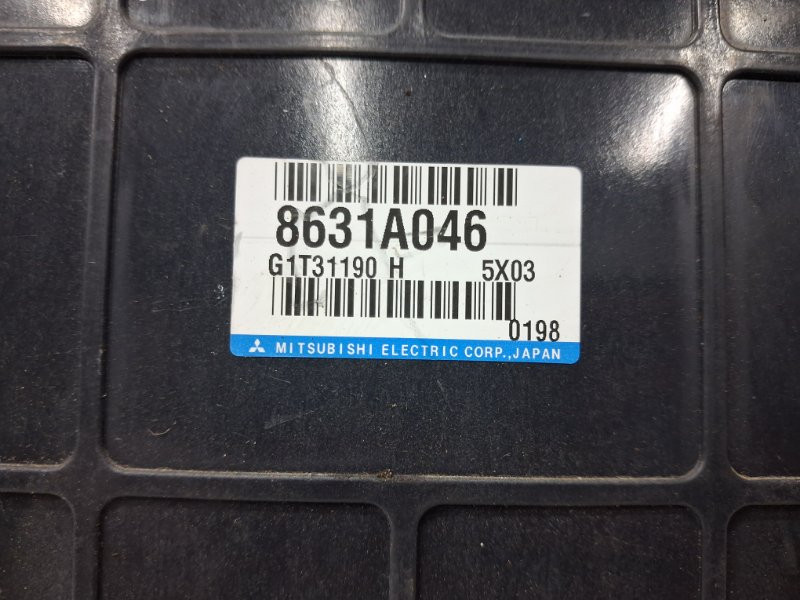 8631A046
G1T31190 H 5X03
0198
MITSUBISHI ELECTRIC CORP.,JAPAN